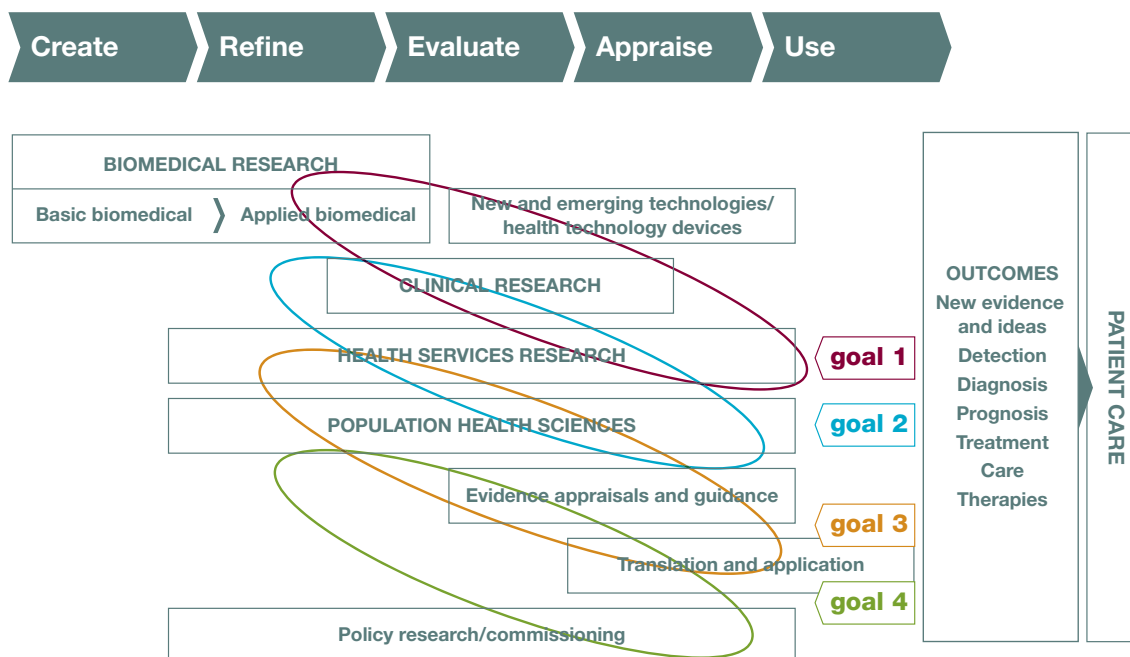 Create
Refine
Evaluate
Appraise
Use
BIOMEDICAL RESEARCH
Basic biomedical
Applied biomedical
New and emerging technologies/
health technology devices
CLINICAL RESEARCH
HEALTH SERVICES RESEARCH
POPULATION HEALTH SCIENCES
Evidence appraisals and guidance
Translation and application
Policy research/commissioning
goal 1
goal 2
goal 3
goal 4
OUTCOMES
New evidence
and ideas
Detection
Diagnosis
Prognosis
Treatment
Care
Therapies
PATIENT CARE